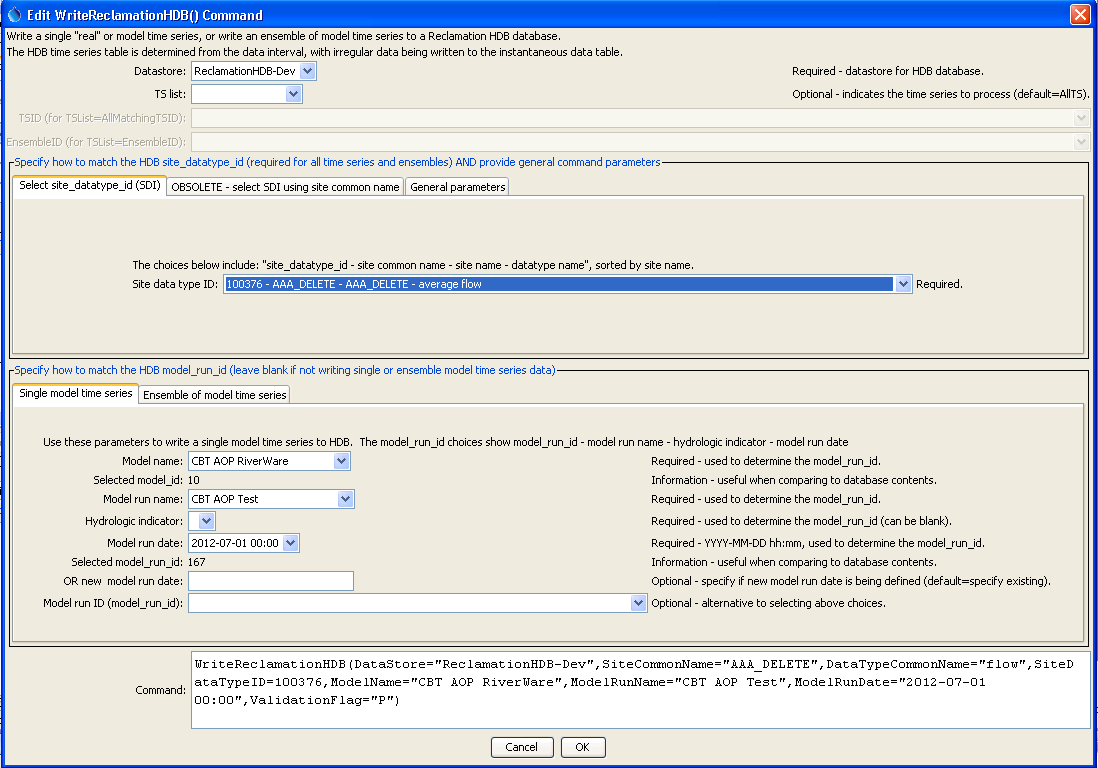 Edit WriteReclamationHDB() Command
Write a single "real" or model time series, or write an ensemble of model time series to a Reclamation HDB database.
The HDB time series table is determined from the data interval, with irregular data being written to the instantaneous data table.
Datastore: ReclamationHDB-Dev Required - datastore for HDB database.
TS list: Optional - indicates the time series to process (default=AllTS).
TSID (for TSList=AllMatchingTSID):
EnsembleID (for TSList=EnsembleID):
Specify how to match the HDB site_datatype_id (required for all time series and ensembles) AND provide general command parameters
Select site_datatype_id (SDI) OBSOLETE - select SDI using site common name General parameters
The choices below include: "site_datatype_id - site common name - site name - datatype name", sorted by site name.
Site data type ID: 100376 - AAA_DELETE - AAA_DELETE - average flow Required.
Specify how to match the HDB model_run_id (leave blank if not writing single or ensemble model time series data)
Single model time series Ensemble of model time series
Use these parameters to write a single model time series to HDB. The model_run_id choices show model_run_id - model run name - hydrologic indicator - model run date
Model name: CBT AOP RiverWare Required - used to determine the model_run_id.
Selected model_id: 10 Information - useful when comparing to database contents.
Model run name: CBT AOP Test Required - used to determine the model_run_id.
Hydrologic indicator: Required - used to determine the model_run_id (can be blank).
Model run date: 2012-07-01 00:00 Required - YYYY-MM-DD hh:mm, used to determine the model_run_id.
Selected model_run_id: 167 Information - useful when comparing to database contents.
OR new model run date: Optional - specify if new model run date is being defined (default=specify existing).
Model run ID (model_run_id): Optional - alternative to selecting above choices.
WriteReclamationHDB(DataStore="ReclamationHDB-Dev",SiteCommonName="AAA_DELETE",DataTypeCommonName="flow",SiteD
Command: ataTypeID=100376,ModelName="CBT AOP RiverWare",ModelRunName="CBT AOP Test",ModelRunDate="2012-07-01
00:00",ValidationFlag="P")
Cancel OK